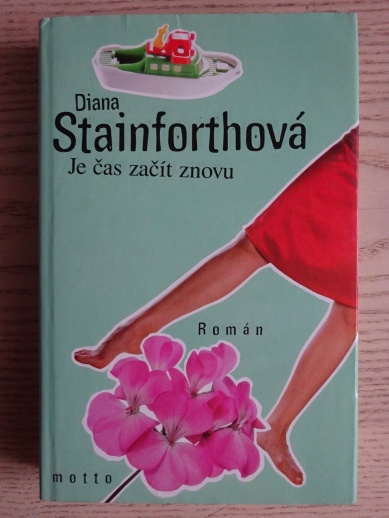 Diana
Stainforthová
Je čas začít znovu
Román
motto